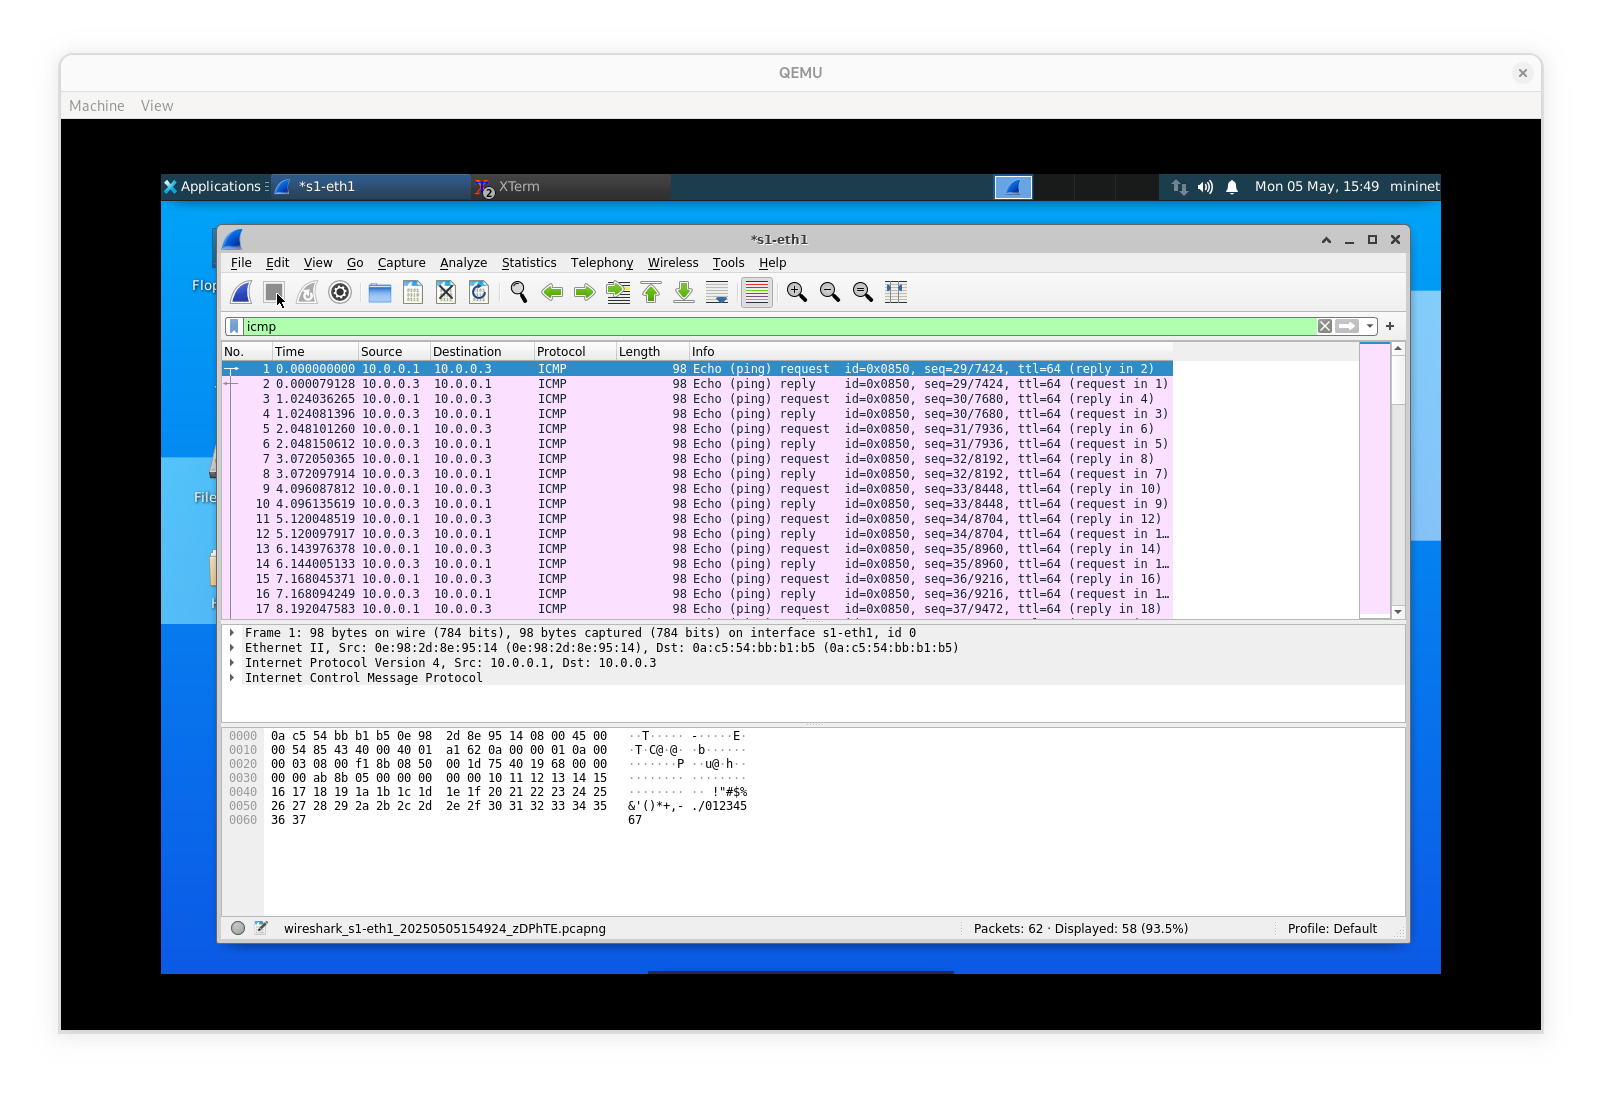 QEMU
Machine View
Applications *s1-eth1 XTerm Mon 05 May, 15:49 mininet
*s1-eth1
File Edit View Go Capture Analyze Statistics Telephony Wireless Tools Help
icmp
No. Time Source Destination Protocol Length Info
1 0.000000000 10.0.0.1 10.0.0.3 ICMP 98 Echo (ping) request id=0x0850, seq=29/7424, ttl=64 (reply in 2)
2 0.000079128 10.0.0.3 10.0.0.1 ICMP 98 Echo (ping) reply id=0x0850, seq=29/7424, ttl=64 (request in 1)
3 1.024036265 10.0.0.1 10.0.0.3 ICMP 98 Echo (ping) request id=0x0850, seq=30/7680, ttl=64 (reply in 4)
4 1.024081396 10.0.0.3 10.0.0.1 ICMP 98 Echo (ping) reply id=0x0850, seq=30/7680, ttl=64 (request in 3)
5 2.048101260 10.0.0.1 10.0.0.3 ICMP 98 Echo (ping) request id=0x0850, seq=31/7936, ttl=64 (reply in 6)
6 2.048150612 10.0.0.3 10.0.0.1 ICMP 98 Echo (ping) reply id=0x0850, seq=31/7936, ttl=64 (request in 5)
7 3.072050365 10.0.0.1 10.0.0.3 ICMP 98 Echo (ping) request id=0x0850, seq=32/8192, ttl=64 (reply in 8)
8 3.072097914 10.0.0.3 10.0.0.1 ICMP 98 Echo (ping) reply id=0x0850, seq=32/8192, ttl=64 (request in 7)
9 4.096087812 10.0.0.1 10.0.0.3 ICMP 98 Echo (ping) request id=0x0850, seq=33/8448, ttl=64 (reply in 10)
10 4.096135619 10.0.0.3 10.0.0.1 ICMP 98 Echo (ping) reply id=0x0850, seq=33/8448, ttl=64 (request in 9)
11 5.120048519 10.0.0.1 10.0.0.3 ICMP 98 Echo (ping) request id=0x0850, seq=34/8704, ttl=64 (reply in 12)
12 5.120097917 10.0.0.3 10.0.0.1 ICMP 98 Echo (ping) reply id=0x0850, seq=34/8704, ttl=64 (request in 1…
13 6.143976378 10.0.0.1 10.0.0.3 ICMP 98 Echo (ping) request id=0x0850, seq=35/8960, ttl=64 (reply in 14)
14 6.144005133 10.0.0.3 10.0.0.1 ICMP 98 Echo (ping) reply id=0x0850, seq=35/8960, ttl=64 (request in 1…
15 7.168045371 10.0.0.1 10.0.0.3 ICMP 98 Echo (ping) request id=0x0850, seq=36/9216, ttl=64 (reply in 16)
16 7.168094249 10.0.0.3 10.0.0.1 ICMP 98 Echo (ping) reply id=0x0850, seq=36/9216, ttl=64 (request in 1…
17 8.192047583 10.0.0.1 10.0.0.3 ICMP 98 Echo (ping) request id=0x0850, seq=37/9472, ttl=64 (reply in 18)
Frame 1: 98 bytes on wire (784 bits), 98 bytes captured (784 bits) on interface s1-eth1, id 0
Ethernet II, Src: 0e:98:2d:8e:95:14 (0e:98:2d:8e:95:14), Dst: 0a:c5:54:bb:b1:b5 (0a:c5:54:bb:b1:b5)
Internet Protocol Version 4, Src: 10.0.0.1, Dst: 10.0.0.3
Internet Control Message Protocol
0000 0a c5 54 bb b1 b5 0e 98 2d 8e 95 14 08 00 45 00 ··T····· -·····E·
0010 00 54 85 43 40 00 40 01 a1 62 0a 00 00 01 0a 00 ·T·C@·@· ·b······
0020 00 03 08 00 f1 8b 08 50 00 1d 75 40 19 68 00 00 ·······P ··u@·h··
0030 00 00 ab 8b 05 00 00 00 00 00 10 11 12 13 14 15 ········ ········
0040 16 17 18 19 1a 1b 1c 1d 1e 1f 20 21 22 23 24 25 ········ ·· !"#$%
0050 26 27 28 29 2a 2b 2c 2d 2e 2f 30 31 32 33 34 35 &'()*+,- ./012345
0060 36 37 67
wireshark_s1-eth1_20250505154924_zDPhTE.pcapng Packets: 62 · Displayed: 58 (93.5%) Profile: Default